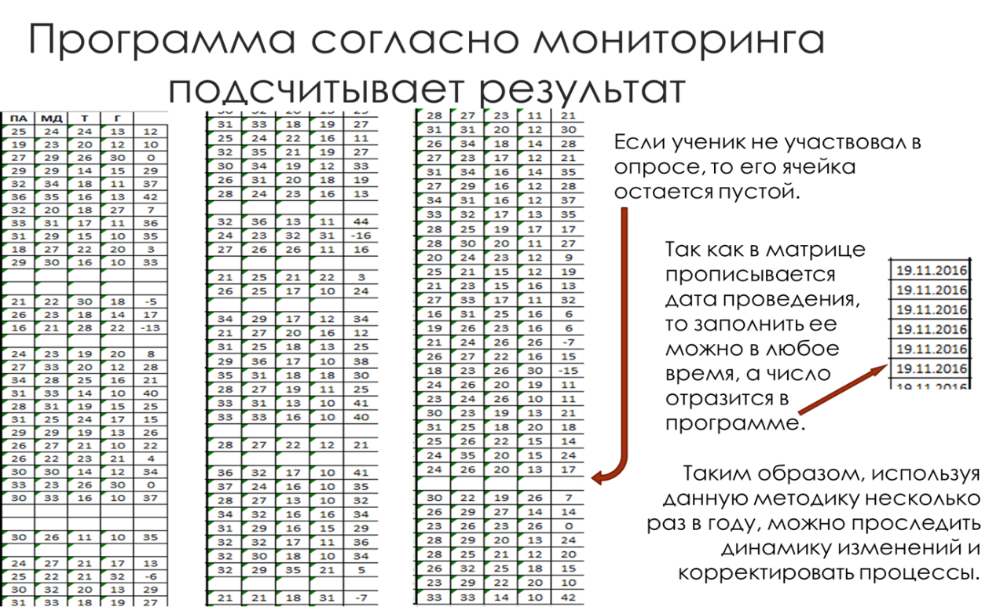 Программа согласно мониторинга
подсчитывает результат
ПА МД Т Г
25 24 24 13 12
19 23 20 12 10
27 29 26 30 0
29 29 14 15 29
32 34 18 11 37
36 35 16 13 42
32 20 18 27 7
33 31 17 11 36
31 29 15 10 35
18 27 22 20 3
29 30 16 10 33
21 22 30 18 -5
26 23 18 14 17
16 21 28 22 -13
24 23 19 20 8
27 33 20 12 28
34 28 25 16 21
31 33 14 10 40
28 31 19 15 25
31 25 24 17 15
29 29 19 13 26
26 27 21 10 22
26 22 23 21 4
30 30 14 12 34
33 23 26 30 0
30 33 16 10 37
30 26 11 10 35
24 27 21 17 13
25 22 21 32 -6
30 32 20 13 29
31 33 18 19 27
31 33 18 19 27
25 24 22 16 11
32 35 21 19 27
30 34 19 12 33
26 31 20 18 19
28 24 23 16 13
32 36 13 11 44
24 23 32 31 -16
27 26 26 11 16
21 25 21 22 3
26 25 17 10 24
34 29 17 12 34
21 27 20 16 12
31 25 18 13 25
29 36 17 10 38
35 31 18 18 30
28 27 19 11 25
33 31 13 10 41
33 33 16 10 40
28 27 22 12 21
36 32 17 10 41
37 24 16 10 35
28 27 13 10 32
34 32 16 16 34
31 29 16 15 29
32 32 17 11 36
32 30 18 10 34
32 29 35 21 5
21 21 18 31 -7
28 27 23 11 21
31 31 20 12 30
26 34 18 14 28
27 23 17 12 21
31 34 16 14 35
27 29 16 12 28
34 31 16 12 37
33 32 17 13 35
28 25 19 17 17
28 30 20 11 27
20 24 23 12 9
25 21 15 12 19
21 23 15 16 13
27 33 17 11 32
16 31 25 16 6
19 26 23 16 6
21 24 26 26 -7
26 27 22 16 15
18 23 26 30 -15
24 26 20 19 11
23 24 26 10 11
30 23 19 13 21
31 25 18 20 18
25 26 22 15 14
24 35 20 15 24
24 26 20 13 17
30 22 19 26 7
26 29 27 14 14
23 26 23 26 0
28 29 20 13 24
28 25 21 12 20
26 32 25 18 15
23 29 22 20 10
33 33 14 10 42
Если ученик не участвовал в
опросе, то его ячейка
остается пустой.
Так как в матрице
прописывается
дата проведения,
то заполнить ее
можно в любое
время, а число
отразится в
программе.
19.11.2016
19.11.2016
19.11.2016
19.11.2016
19.11.2016
19.11.2016
19.11.2016
Таким образом, используя
данную методику несколько
раз в году, можно проследить
динамику изменений и
корректировать процессы.